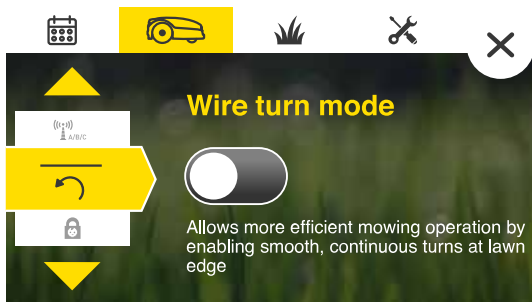 Wire turn mode
A/B/C
Allows more efficient mowing operation by
enabling smooth, continuous turns at lawn
edge